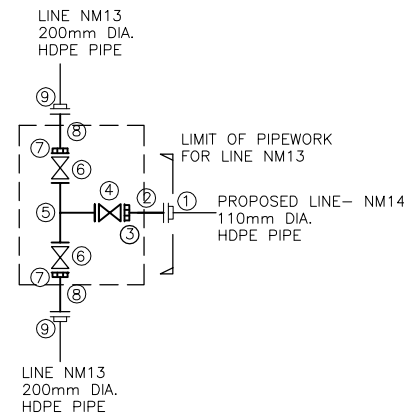 LINE NM13
200mm DIA.
HDPE PIPE
9
8
7
6
LIMIT OF PIPEWORK
FOR LINE NM13
4
2
1
5
3
PROPOSED LINE- NM14
110mm DIA.
HDPE PIPE
6
7
8
9
LINE NM13
200mm DIA.
HDPE PIPE